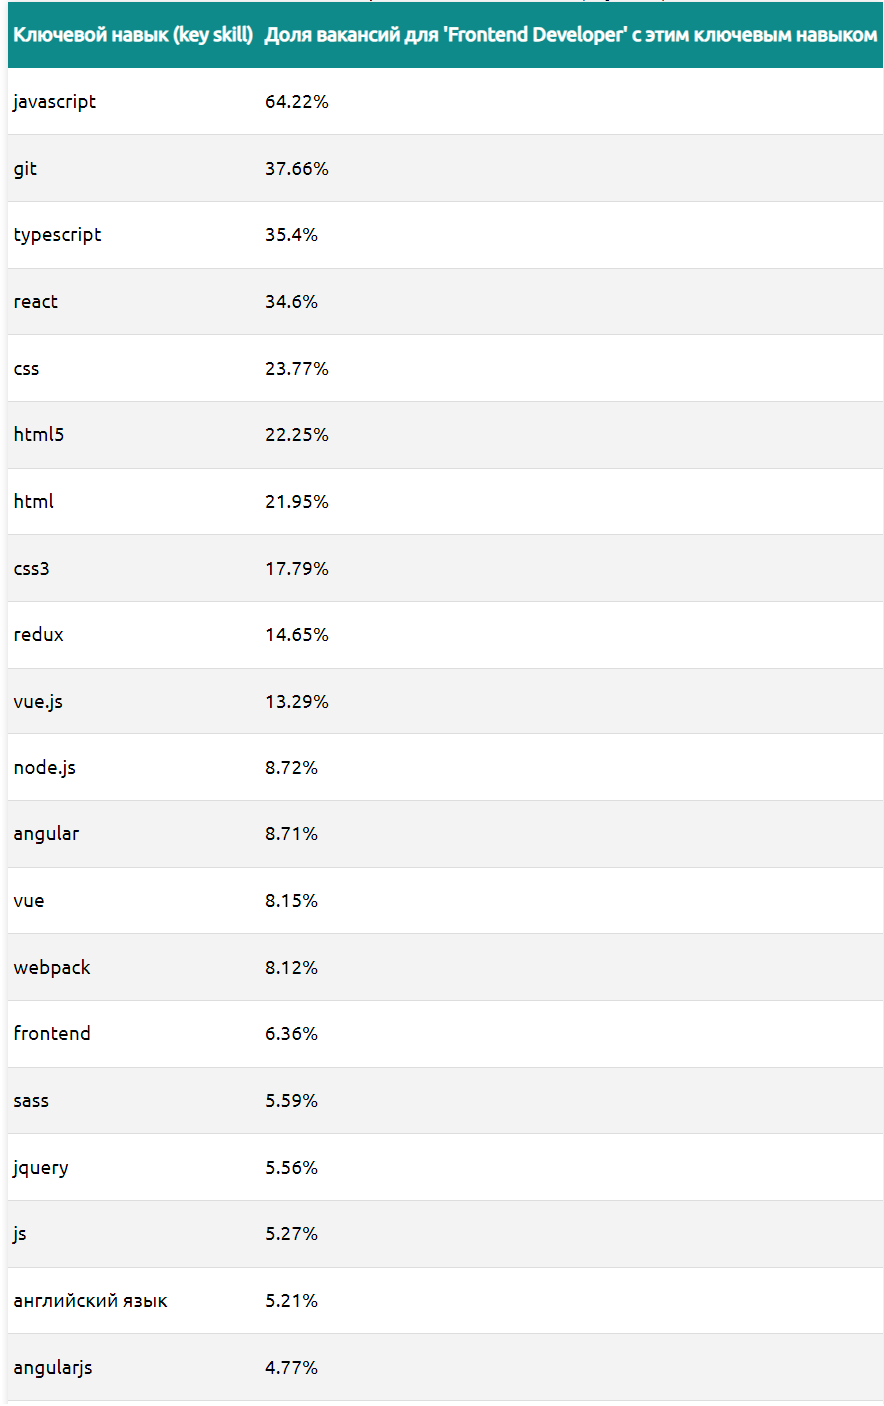 Ключевой навык (key skill) Доля вакансий для 'Frontend Developer' с этим ключевым навыком
javascript 64.22%
git 37.66%
typescript 35.4%
react 34.6%
css 23.77%
html5 22.25%
html 21.95%
css3 17.79%
redux 14.65%
vue.js 13.29%
node.js 8.72%
angular 8.71%
vue 8.15%
webpack 8.12%
frontend 6.36%
sass 5.59%
jquery 5.56%
js 5.27%
английский язык 5.21%
angularjs 4.77%